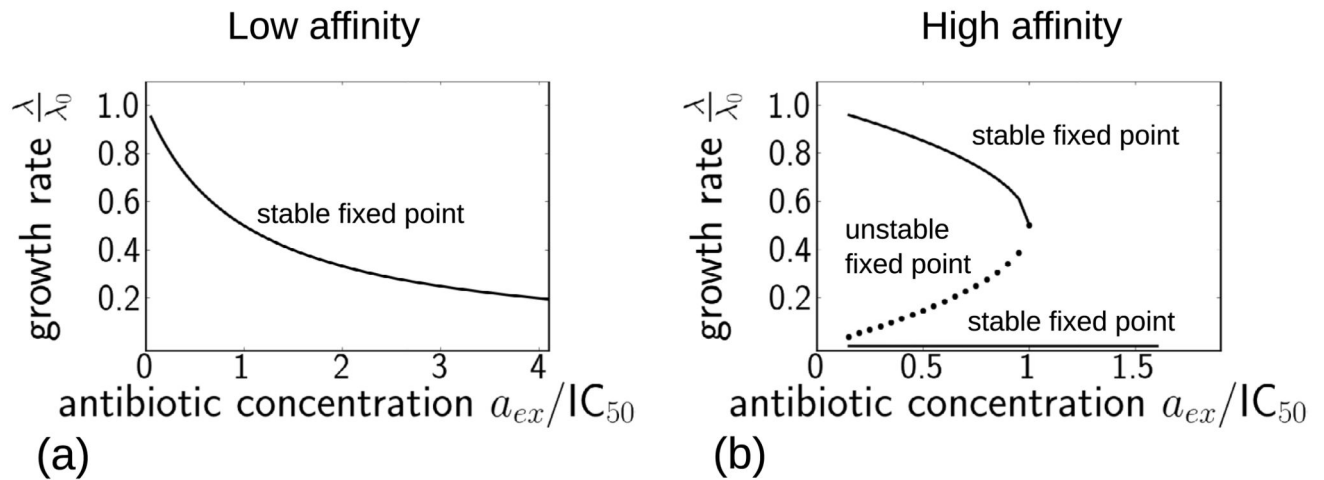 Low affinity
growth rate λ/λ₀
1.0
0.8
0.6
0.4
0.2
stable fixed point
0 1 2 3 4
antibiotic concentration a_ex/IC₅₀
(a)
High affinity
growth rate λ/λ₀
1.0
0.8
0.6
0.4
0.2
stable fixed point
unstable
fixed point
stable fixed point
0 0.5 1 1.5
antibiotic concentration a_ex/IC₅₀
(b)